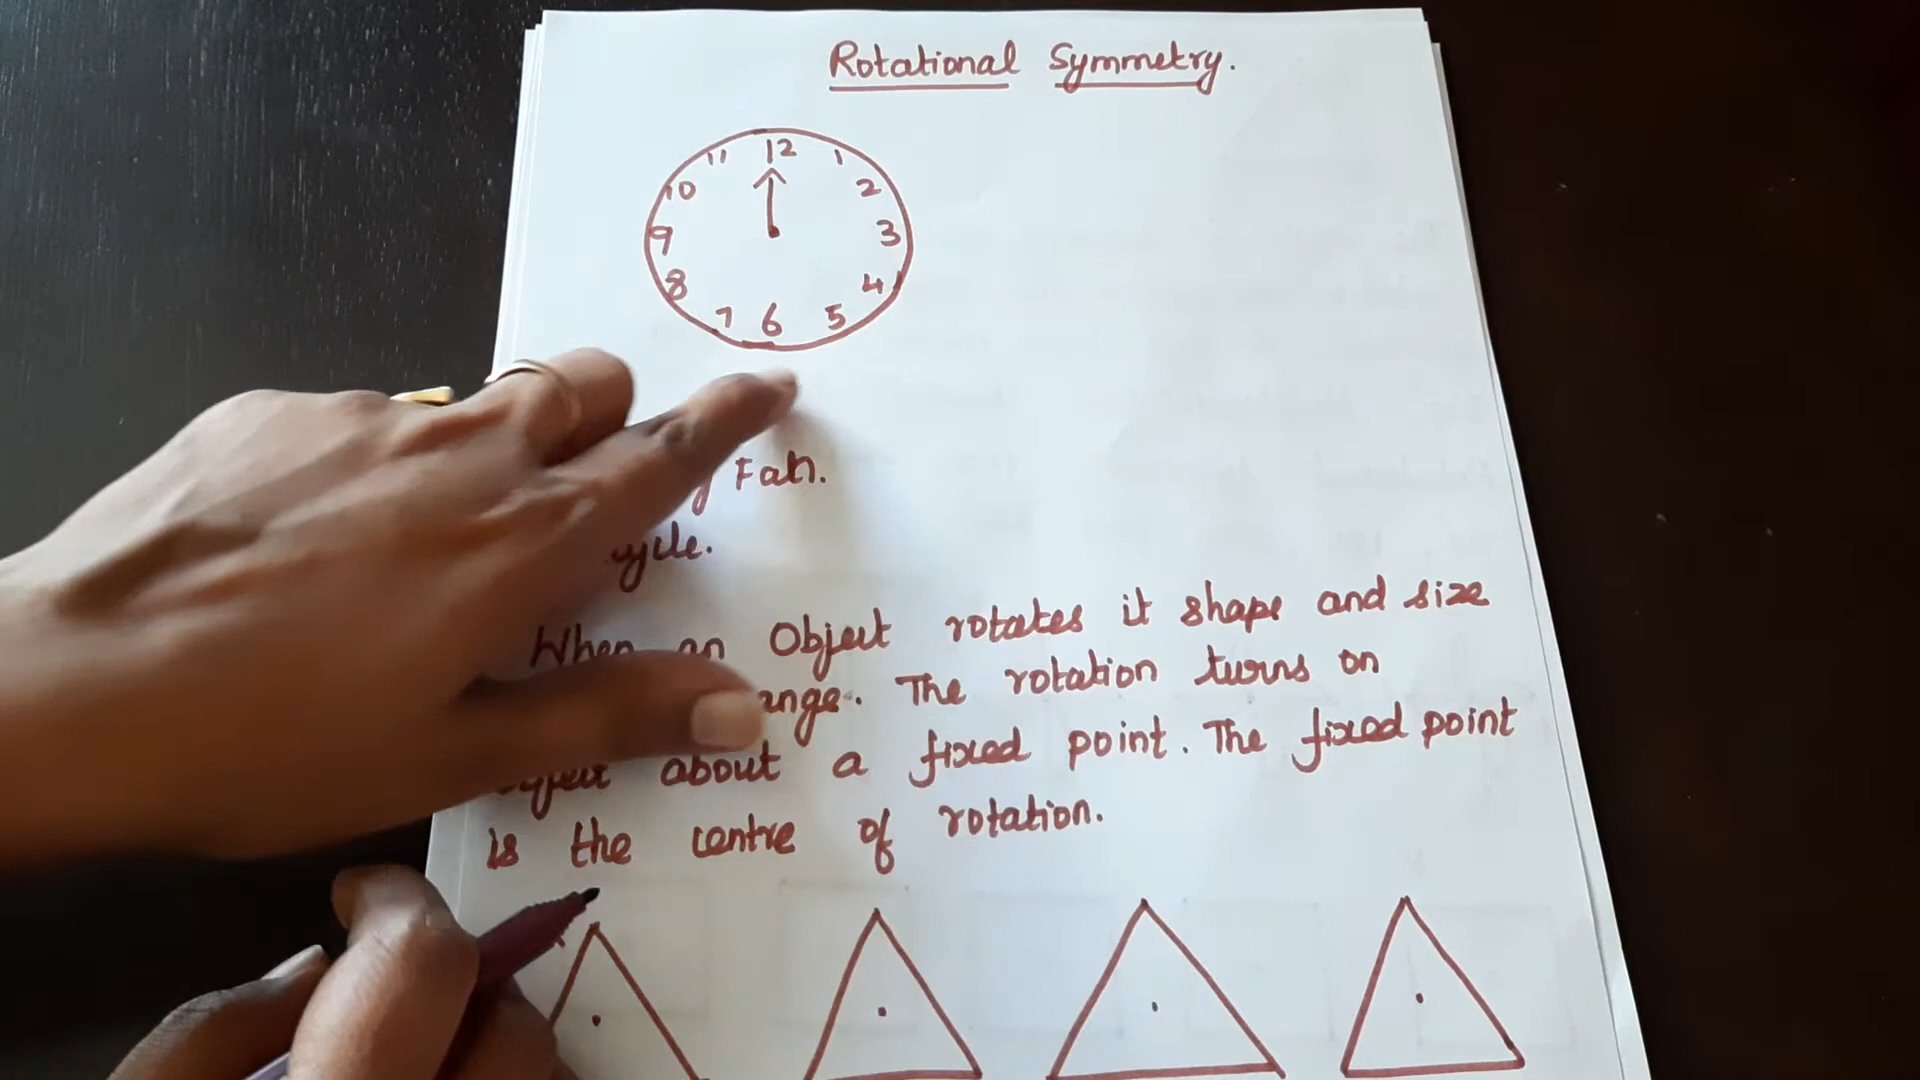 Rotational Symmetry.
11 12 1
10 2
9 3
8 4
7 6 5
Fan.
When an Object rotates it shape and size
The rotation turns on
about a fixed point. The fixed point
is the centre of rotation.